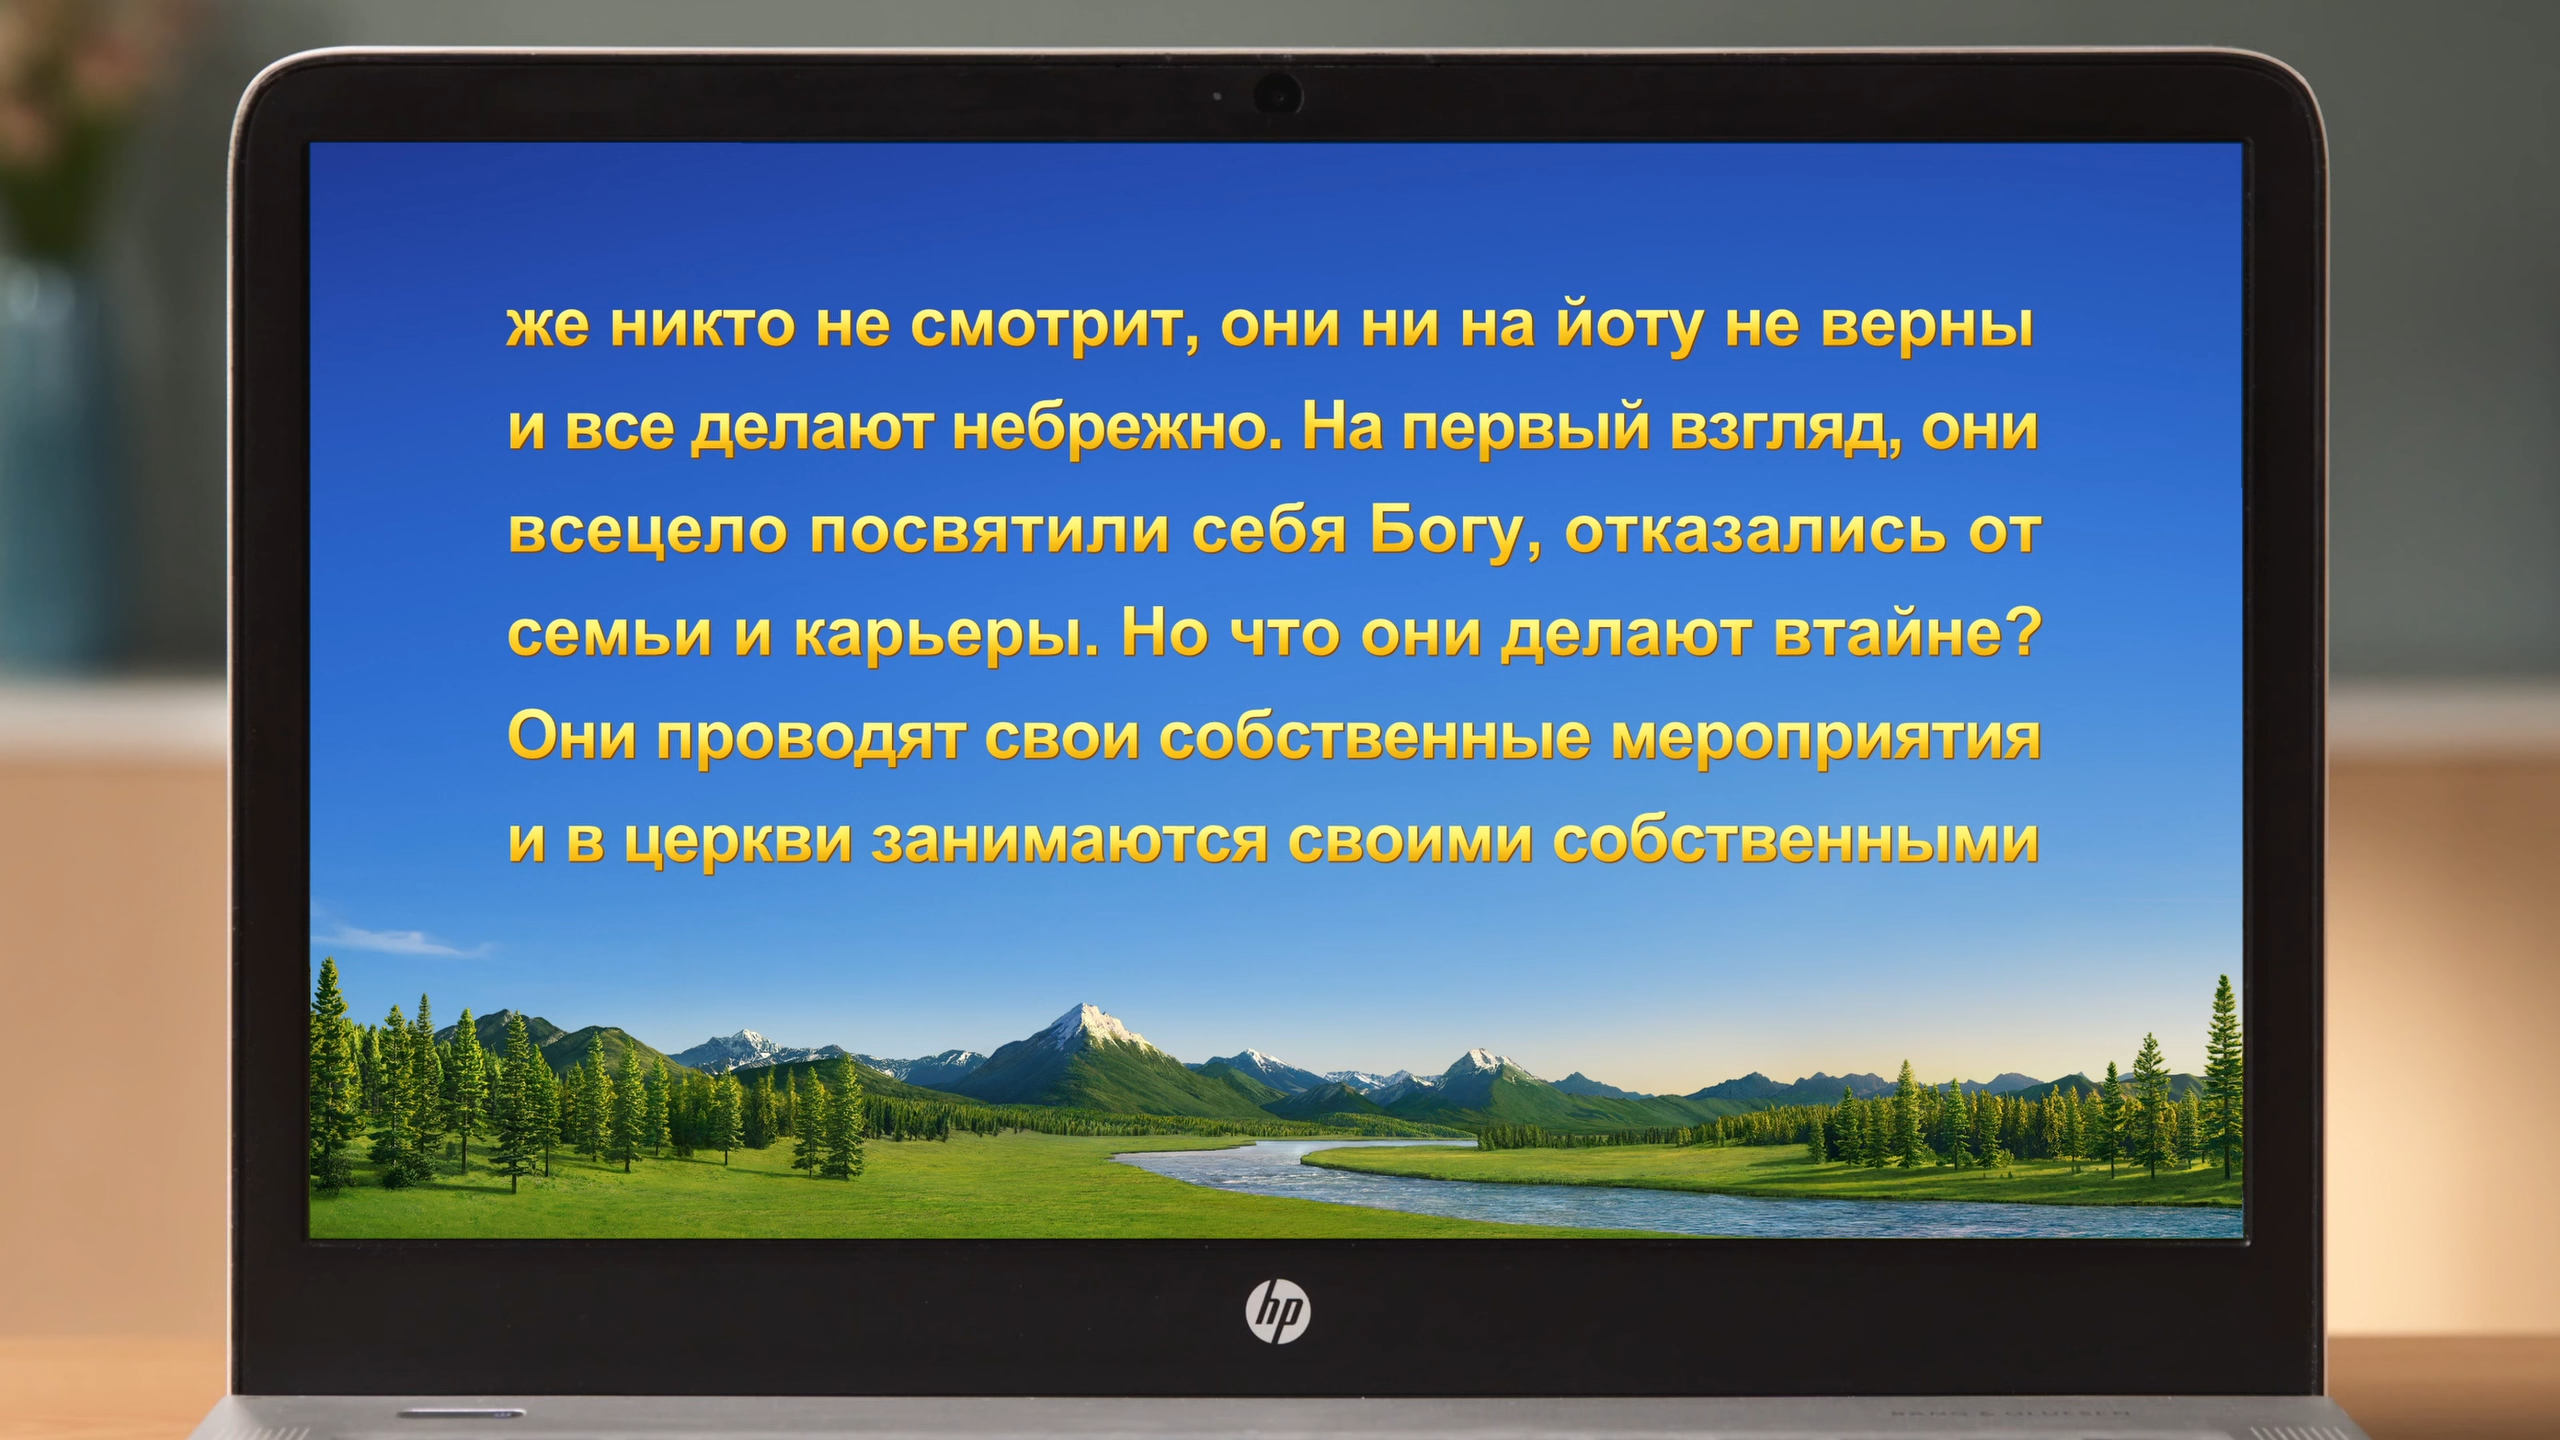 же никто не смотрит, они ни на йоту не верны
и все делают небрежно. На первый взгляд, они
всецело посвятили себя Богу, отказались от
семьи и карьеры. Но что они делают втайне?
Они проводят свои собственные мероприятия
и в церкви занимаются своими собственными
hp